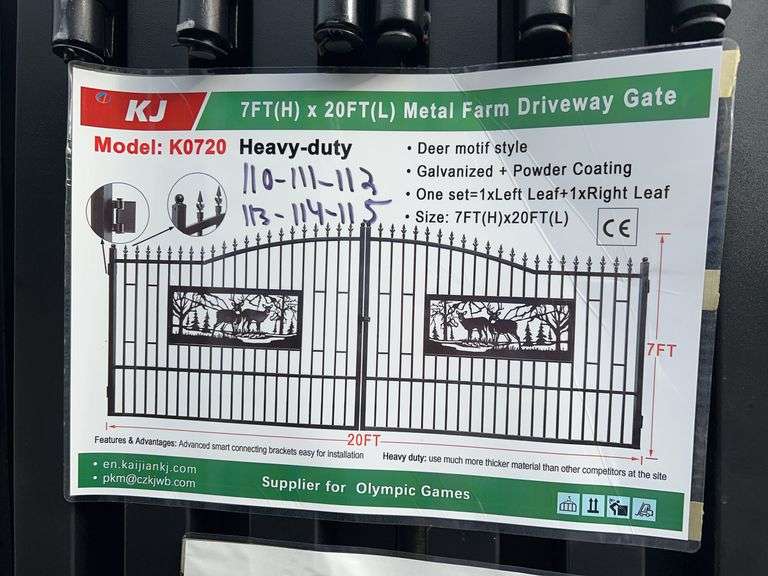 KJ
7FT(H) x 20FT(L) Metal Farm Driveway Gate
Model: K0720 Heavy-duty
110-111-112
113-114-115
• Deer motif style
• Galvanized + Powder Coating
• One set=1xLeft Leaf+1xRight Leaf
• Size: 7FT(H)x20FT(L)
CE
7FT
20FT
Features & Advantages: Advanced smart connecting brackets easy for installation
Heavy duty: use much more thicker material than other competitors at the site
• en.kaijiankj.com
• pkm@czkjwb.com
Supplier for Olympic Games